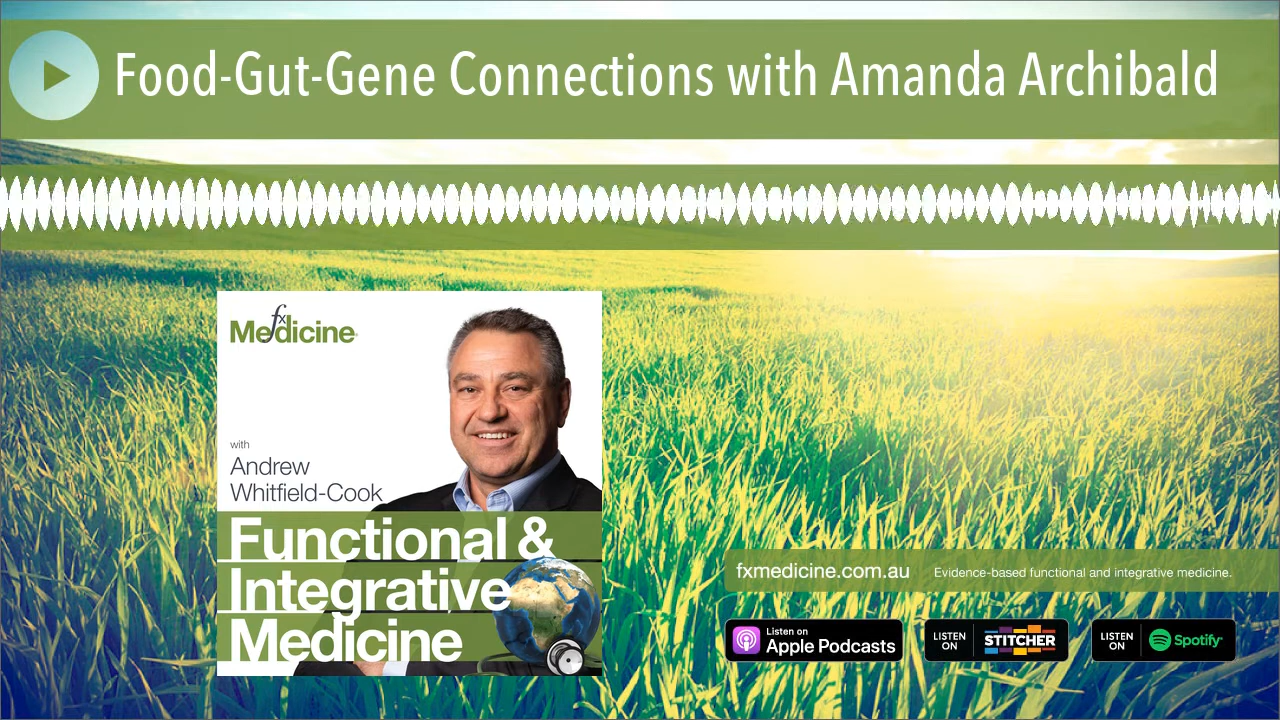 Food-Gut-Gene Connections with Amanda Archibald
fx
Medicine
with
Andrew
Whitfield-Cook
Functional &
Integrative
Medicine
fxmedicine.com.au Evidence-based functional and integrative medicine.
Listen on
Apple Podcasts
LISTEN
ON
STITCHER
LISTEN
ON
Spotify